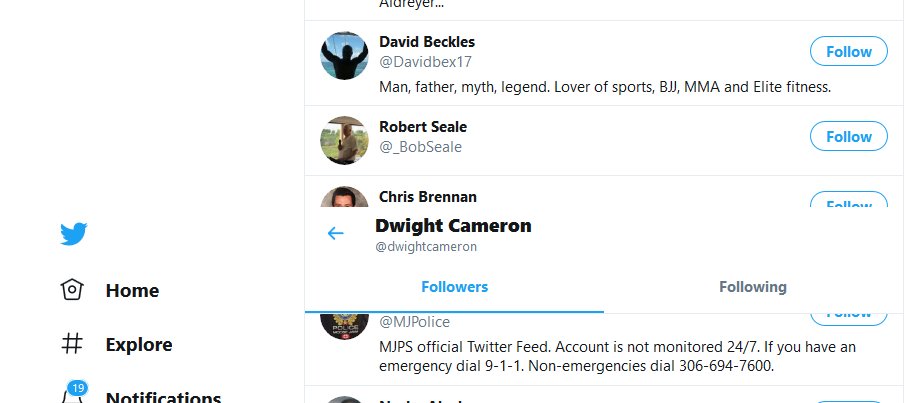 Aldreyer...
David Beckles
@Davidbex17
Follow
Man, father, myth, legend. Lover of sports, BJJ, MMA and Elite fitness.
Robert Seale
@_BobSeale
Follow
Chris Brennan
Follow
Dwight Cameron
@dwightcameron
Home
Followers
Following
POLICE
@MJPolice
Follow
Explore
MJPS official Twitter Feed. Account is not monitored 24/7. If you have an
emergency dial 9-1-1. Non-emergencies dial 306-694-7600.
19
Notifications